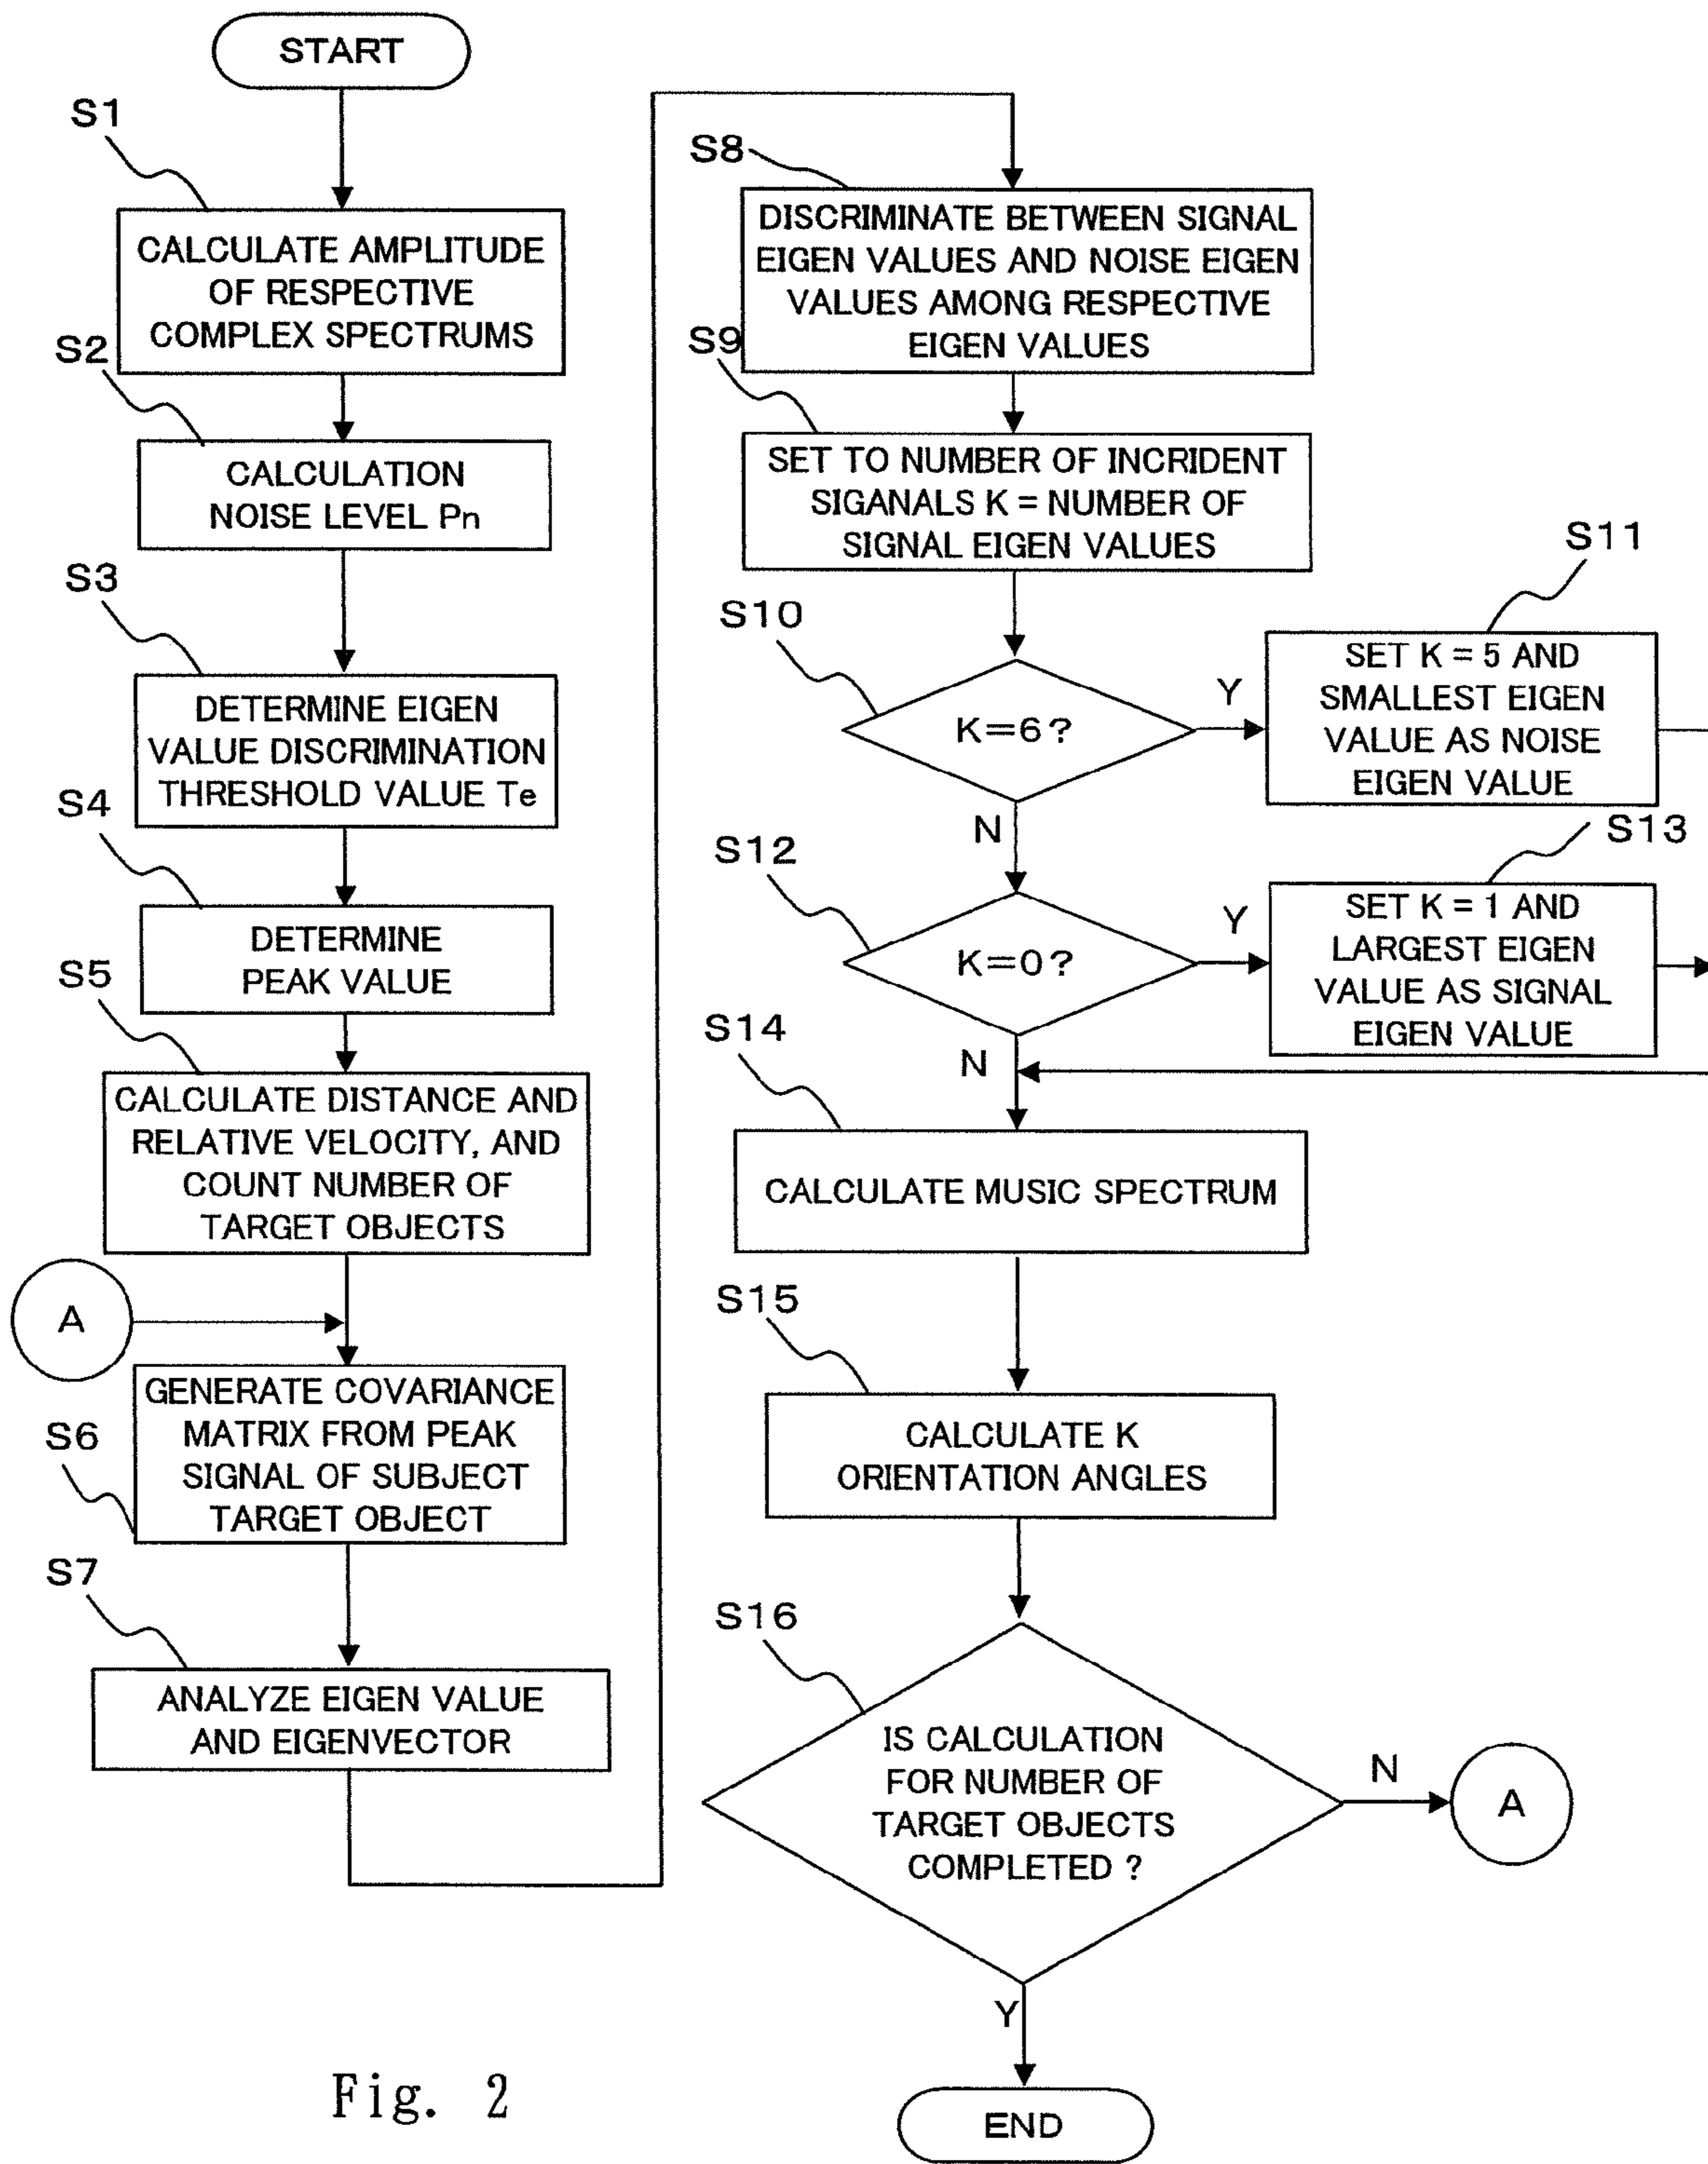 START
S1
CALCULATE AMPLITUDE
OF RESPECTIVE
COMPLEX SPECTRUMS
S2
CALCULATION
NOISE LEVEL Pn
S3
DETERMINE EIGEN
VALUE DISCRIMINATION
THRESHOLD VALUE Te
S4
DETERMINE
PEAK VALUE
S5
CALCULATE DISTANCE AND
RELATIVE VELOCITY, AND
COUNT NUMBER OF
TARGET OBJECTS
A
S6
GENERATE COVARIANCE
MATRIX FROM PEAK
SIGNAL OF SUBJECT
TARGET OBJECT
S7
ANALYZE EIGEN VALUE
AND EIGENVECTOR
S8
DISCRIMINATE BETWEEN SIGNAL
EIGEN VALUES AND NOISE EIGEN
VALUES AMONG RESPECTIVE
EIGEN VALUES
S9
SET TO NUMBER OF INCRIDENT
SIGANALS K = NUMBER OF
SIGNAL EIGEN VALUES
S10
K=6?
Y
N
S11
SET K = 5 AND
SMALLEST EIGEN
VALUE AS NOISE
EIGEN VALUE
S12
K=0?
Y
N
S13
SET K = 1 AND
LARGEST EIGEN
VALUE AS SIGNAL
EIGEN VALUE
S14
CALCULATE MUSIC SPECTRUM
S15
CALCULATE K
ORIENTATION ANGLES
S16
IS CALCULATION
FOR NUMBER OF
TARGET OBJECTS
COMPLETED ?
N
A
Y
END
Fig. 2